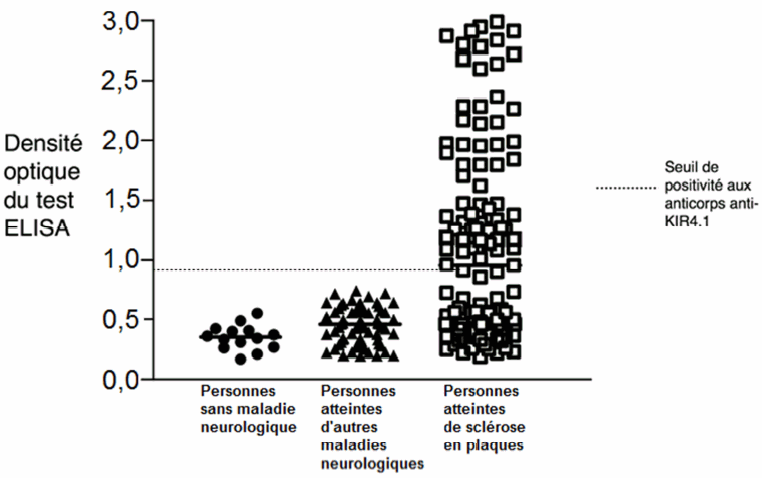 3,0
2,5
2,0
1,5
1,0
0,5
0,0
Densité
optique
du test
ELISA
Seuil de
positivité aux
anticorps anti-
KIR4.1
Personnes
sans maladie
neurologique
Personnes
atteintes
d'autres
maladies
neurologiques
Personnes
atteintes
de sclérose
en plaques